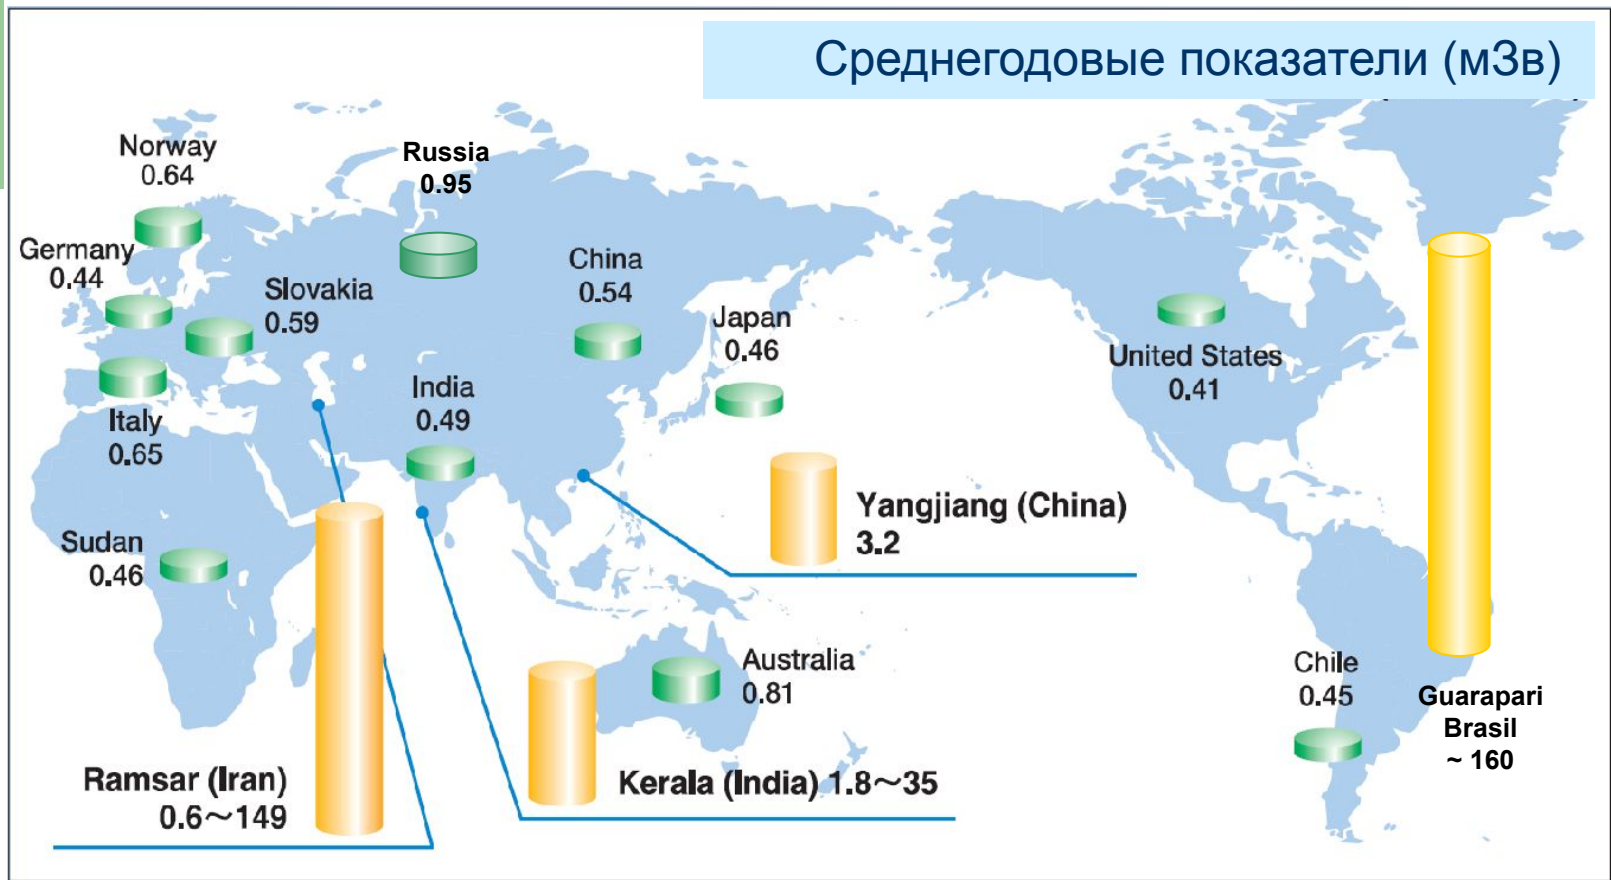 Среднегодовые показатели (мЗв)
Norway
0.64
Russia
0.95
Germany
0.44
Slovakia
0.59
China
0.54
Japan
0.46
United States
0.41
India
0.49
Italy
0.65
Yangjiang (China)
3.2
Sudan
0.46
Australia
0.81
Chile
0.45
Guarapari
Brasil
~ 160
Ramsar (Iran)
0.6～149
Kerala (India) 1.8～35